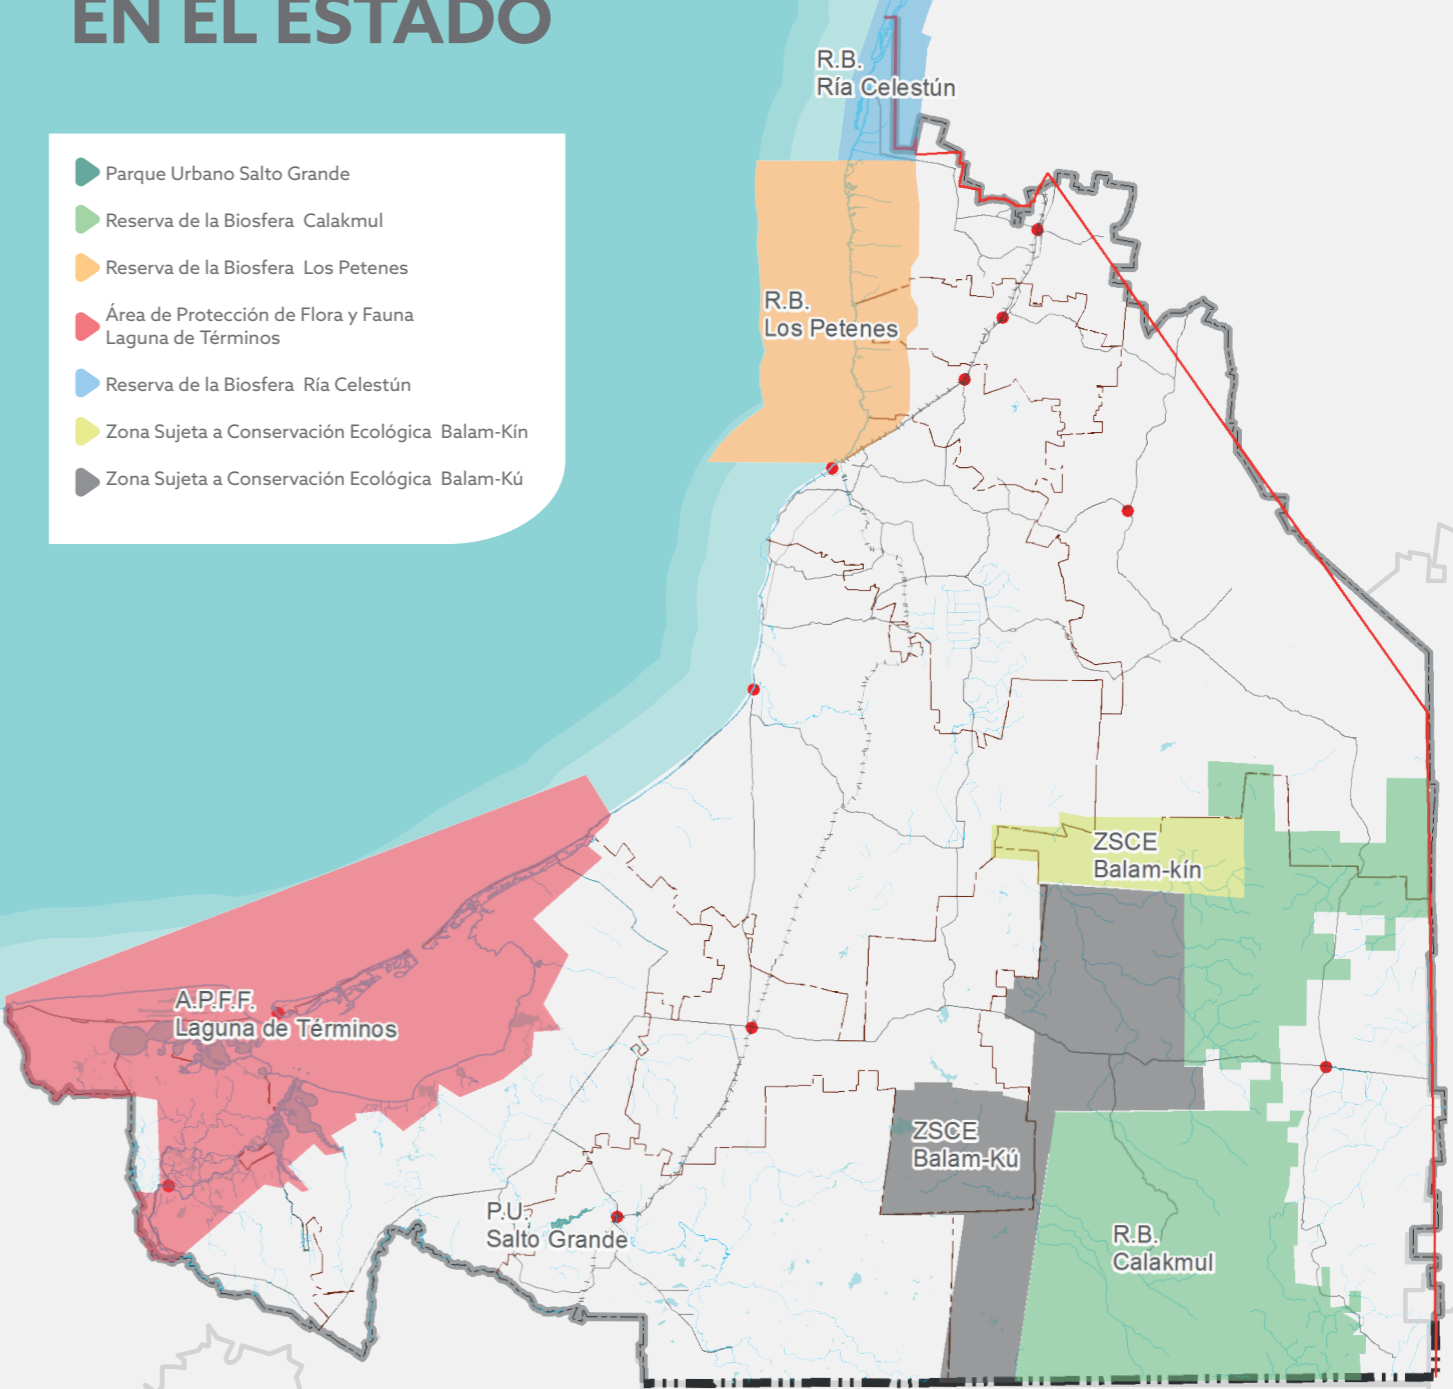 EN EL ESTADO
Parque Urbano Salto Grande
Reserva de la Biosfera Calakmul
Reserva de la Biosfera Los Petenes
Área de Protección de Flora y Fauna
Laguna de Términos
Reserva de la Biosfera Ría Celestún
Zona Sujeta a Conservación Ecológica Balam-Kín
Zona Sujeta a Conservación Ecológica Balam-Kú
R.B.
Ría Celestún
R.B.
Los Petenes
ZSCE
Balam-kín
A.P.F.F.
Laguna de Términos
ZSCE
Balam-Kú
P.U.
Salto Grande
R.B.
Calakmul